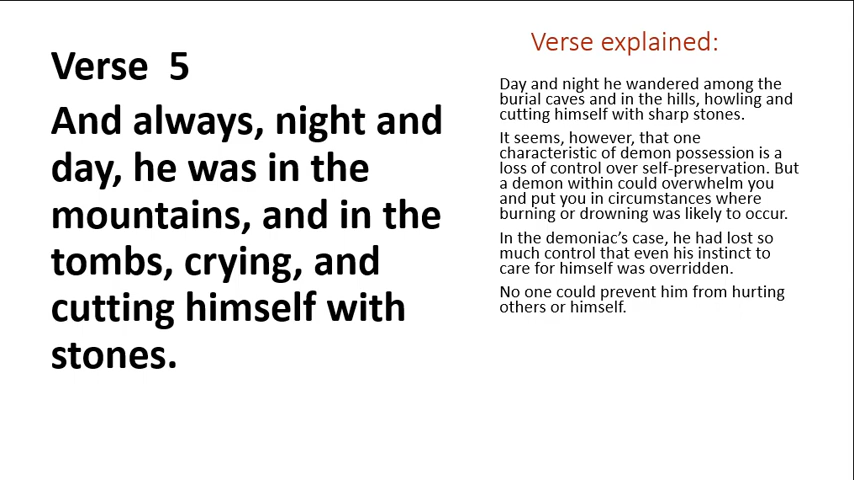 Verse  5
And always, night and
day, he was in the
mountains, and in the
tombs, crying, and
cutting himself with
stones.
Verse explained:
Day and night he wandered among the
burial caves and in the hills, howling and
cutting himself with sharp stones.
It seems, however, that one
characteristic of demon possession is a
loss of control over self-preservation. But
a demon within could overwhelm you
and put you in circumstances where
burning or drowning was likely to occur.
In the demoniac’s case, he had lost so
much control that even his instinct to
care for himself was overridden.
No one could prevent him from hurting
others or himself.